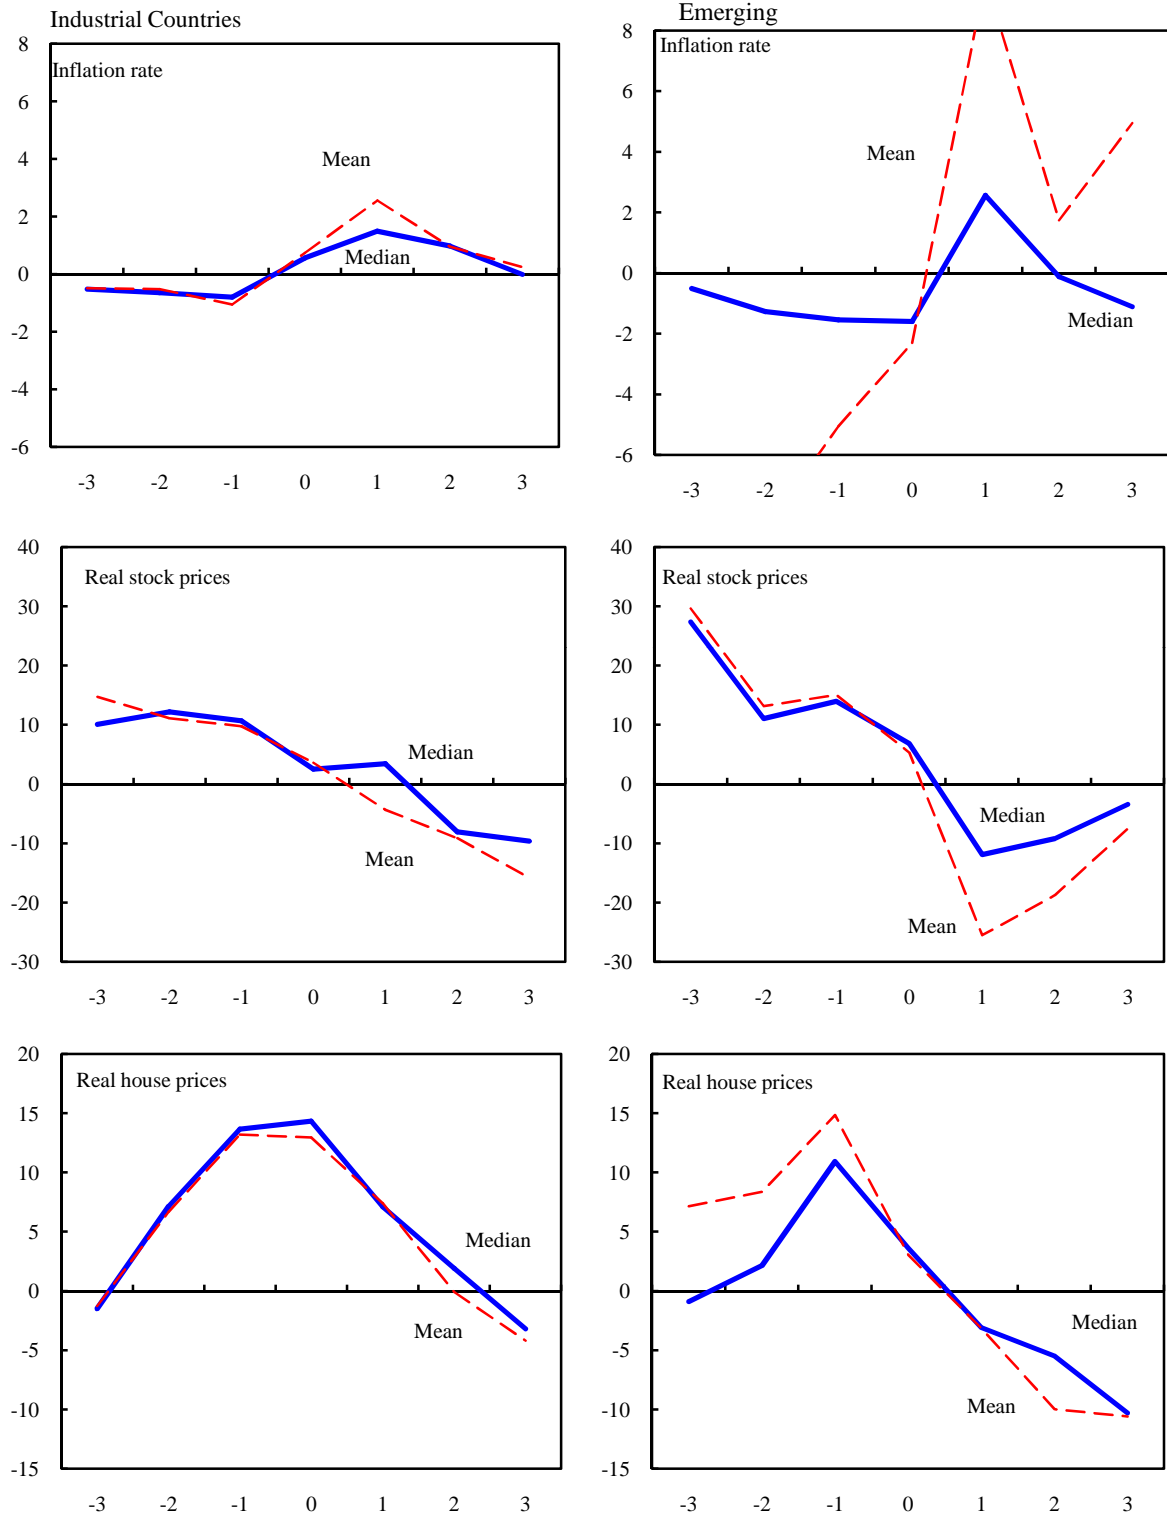 Industrial Countries
Emerging
8
Inflation rate
6
4
Mean
2
Median
0
-2
-4
-6
-3 -2 -1 0 1 2 3
8
Inflation rate
6
4
Mean
2
0
Median
-2
-4
-6
-3 -2 -1 0 1 2 3
40
Real stock prices
30
20
10
Median
0
Mean
-10
-20
-30
-3 -2 -1 0 1 2 3
40
Real stock prices
30
20
10
0
Median
-10
-20
Mean
-30
-3 -2 -1 0 1 2 3
20
Real house prices
15
10
5
Median
0
Mean
-5
-10
-15
-3 -2 -1 0 1 2 3
20
Real house prices
15
10
5
0
Median
-5
Mean
-10
-15
-3 -2 -1 0 1 2 3